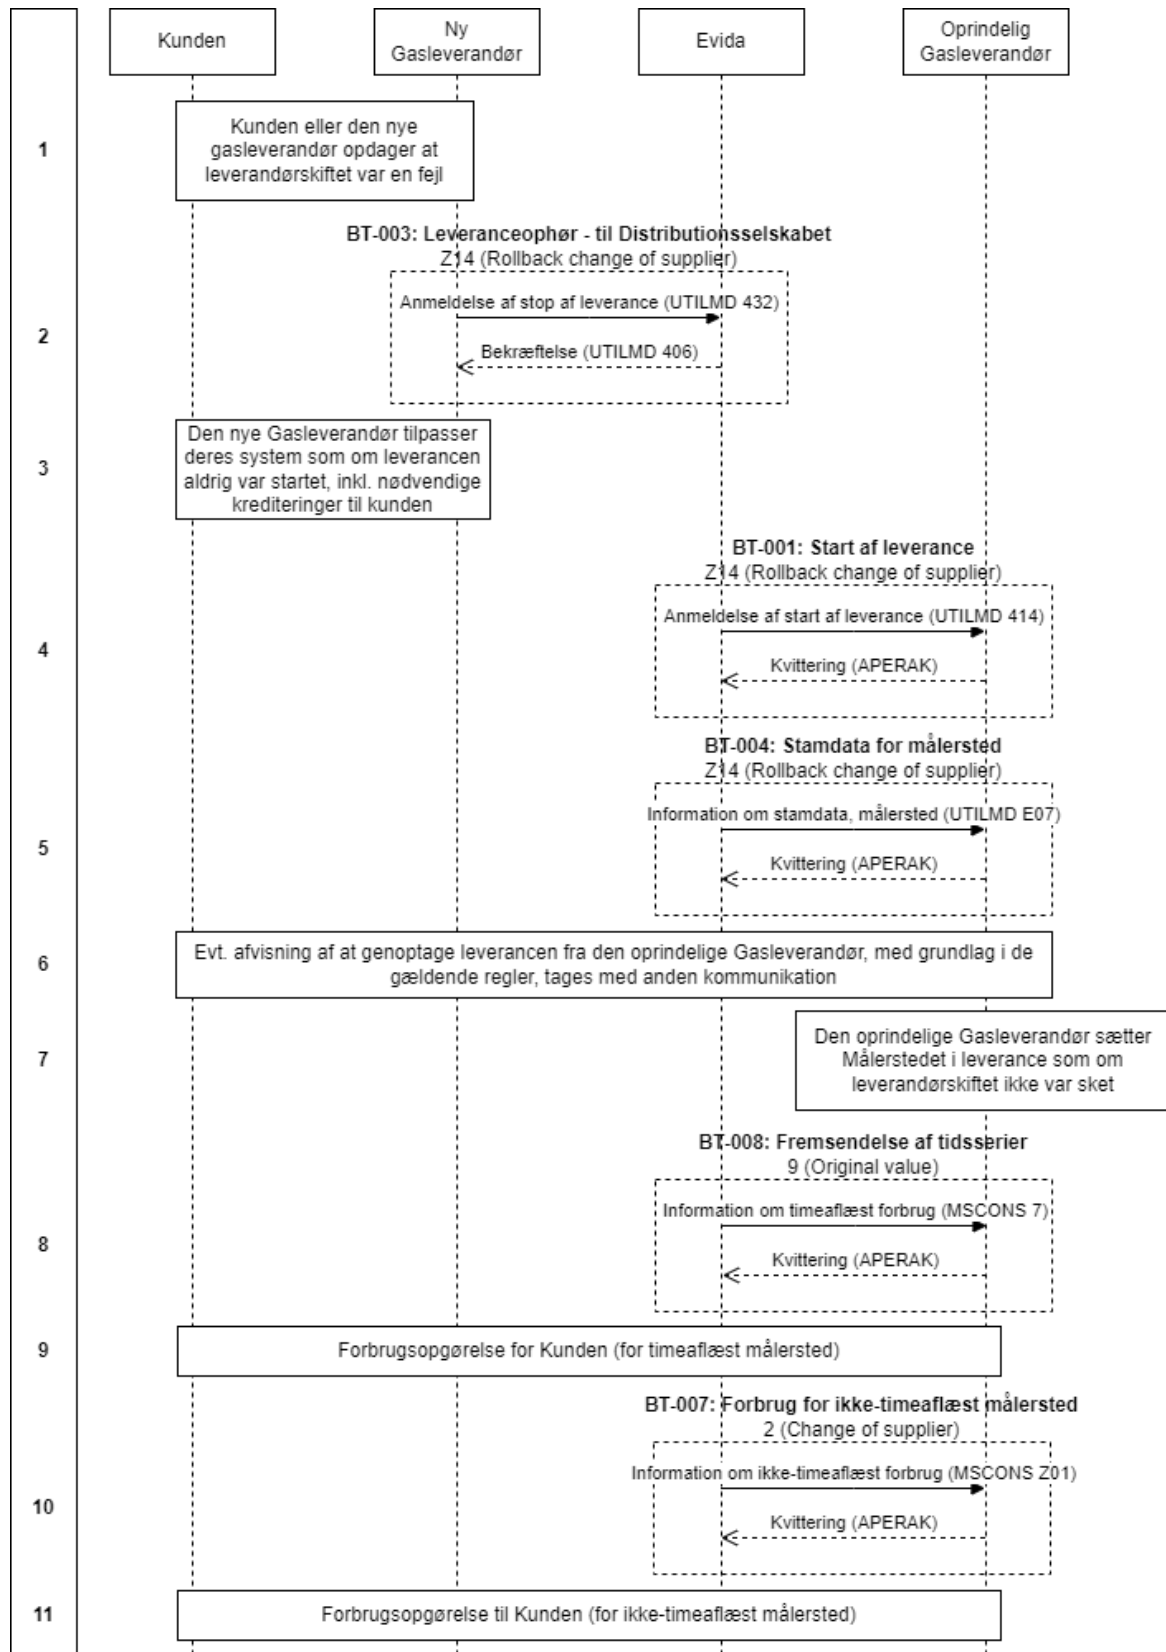 Kunden
Ny
Gasleverandør
Evida
Oprindelig
Gasleverandør
1
Kunden eller den nye
gasleverandør opdager at
leverandørskiftet var en fejl
BT-003: Leveranceophør - til Distributionsselskabet
Z14 (Rollback change of supplier)
2
Anmeldelse af stop af leverance (UTILMD 432)
Bekræftelse (UTILMD 406)
3
Den nye Gasleverandør tilpasser
deres system som om leverancen
aldrig var startet, inkl. nødvendige
krediteringer til kunden
BT-001: Start af leverance
Z14 (Rollback change of supplier)
4
Anmeldelse af start af leverance (UTILMD 414)
Kvittering (APERAK)
BT-004: Stamdata for målersted
Z14 (Rollback change of supplier)
5
Information om stamdata, målersted (UTILMD E07)
Kvittering (APERAK)
6
Evt. afvisning af at genoptage leverancen fra den oprindelige Gasleverandør, med grundlag i de
gældende regler, tages med anden kommunikation
7
Den oprindelige Gasleverandør sætter
Målerstedet i leverance som om
leverandørskiftet ikke var sket
BT-008: Fremsendelse af tidsserier
9 (Original value)
8
Information om timeaflæst forbrug (MSCONS 7)
Kvittering (APERAK)
9
Forbrugsopgørelse for Kunden (for timeaflæst målersted)
BT-007: Forbrug for ikke-timeaflæst målersted
2 (Change of supplier)
10
Information om ikke-timeaflæst forbrug (MSCONS Z01)
Kvittering (APERAK)
11
Forbrugsopgørelse til Kunden (for ikke-timeaflæst målersted)